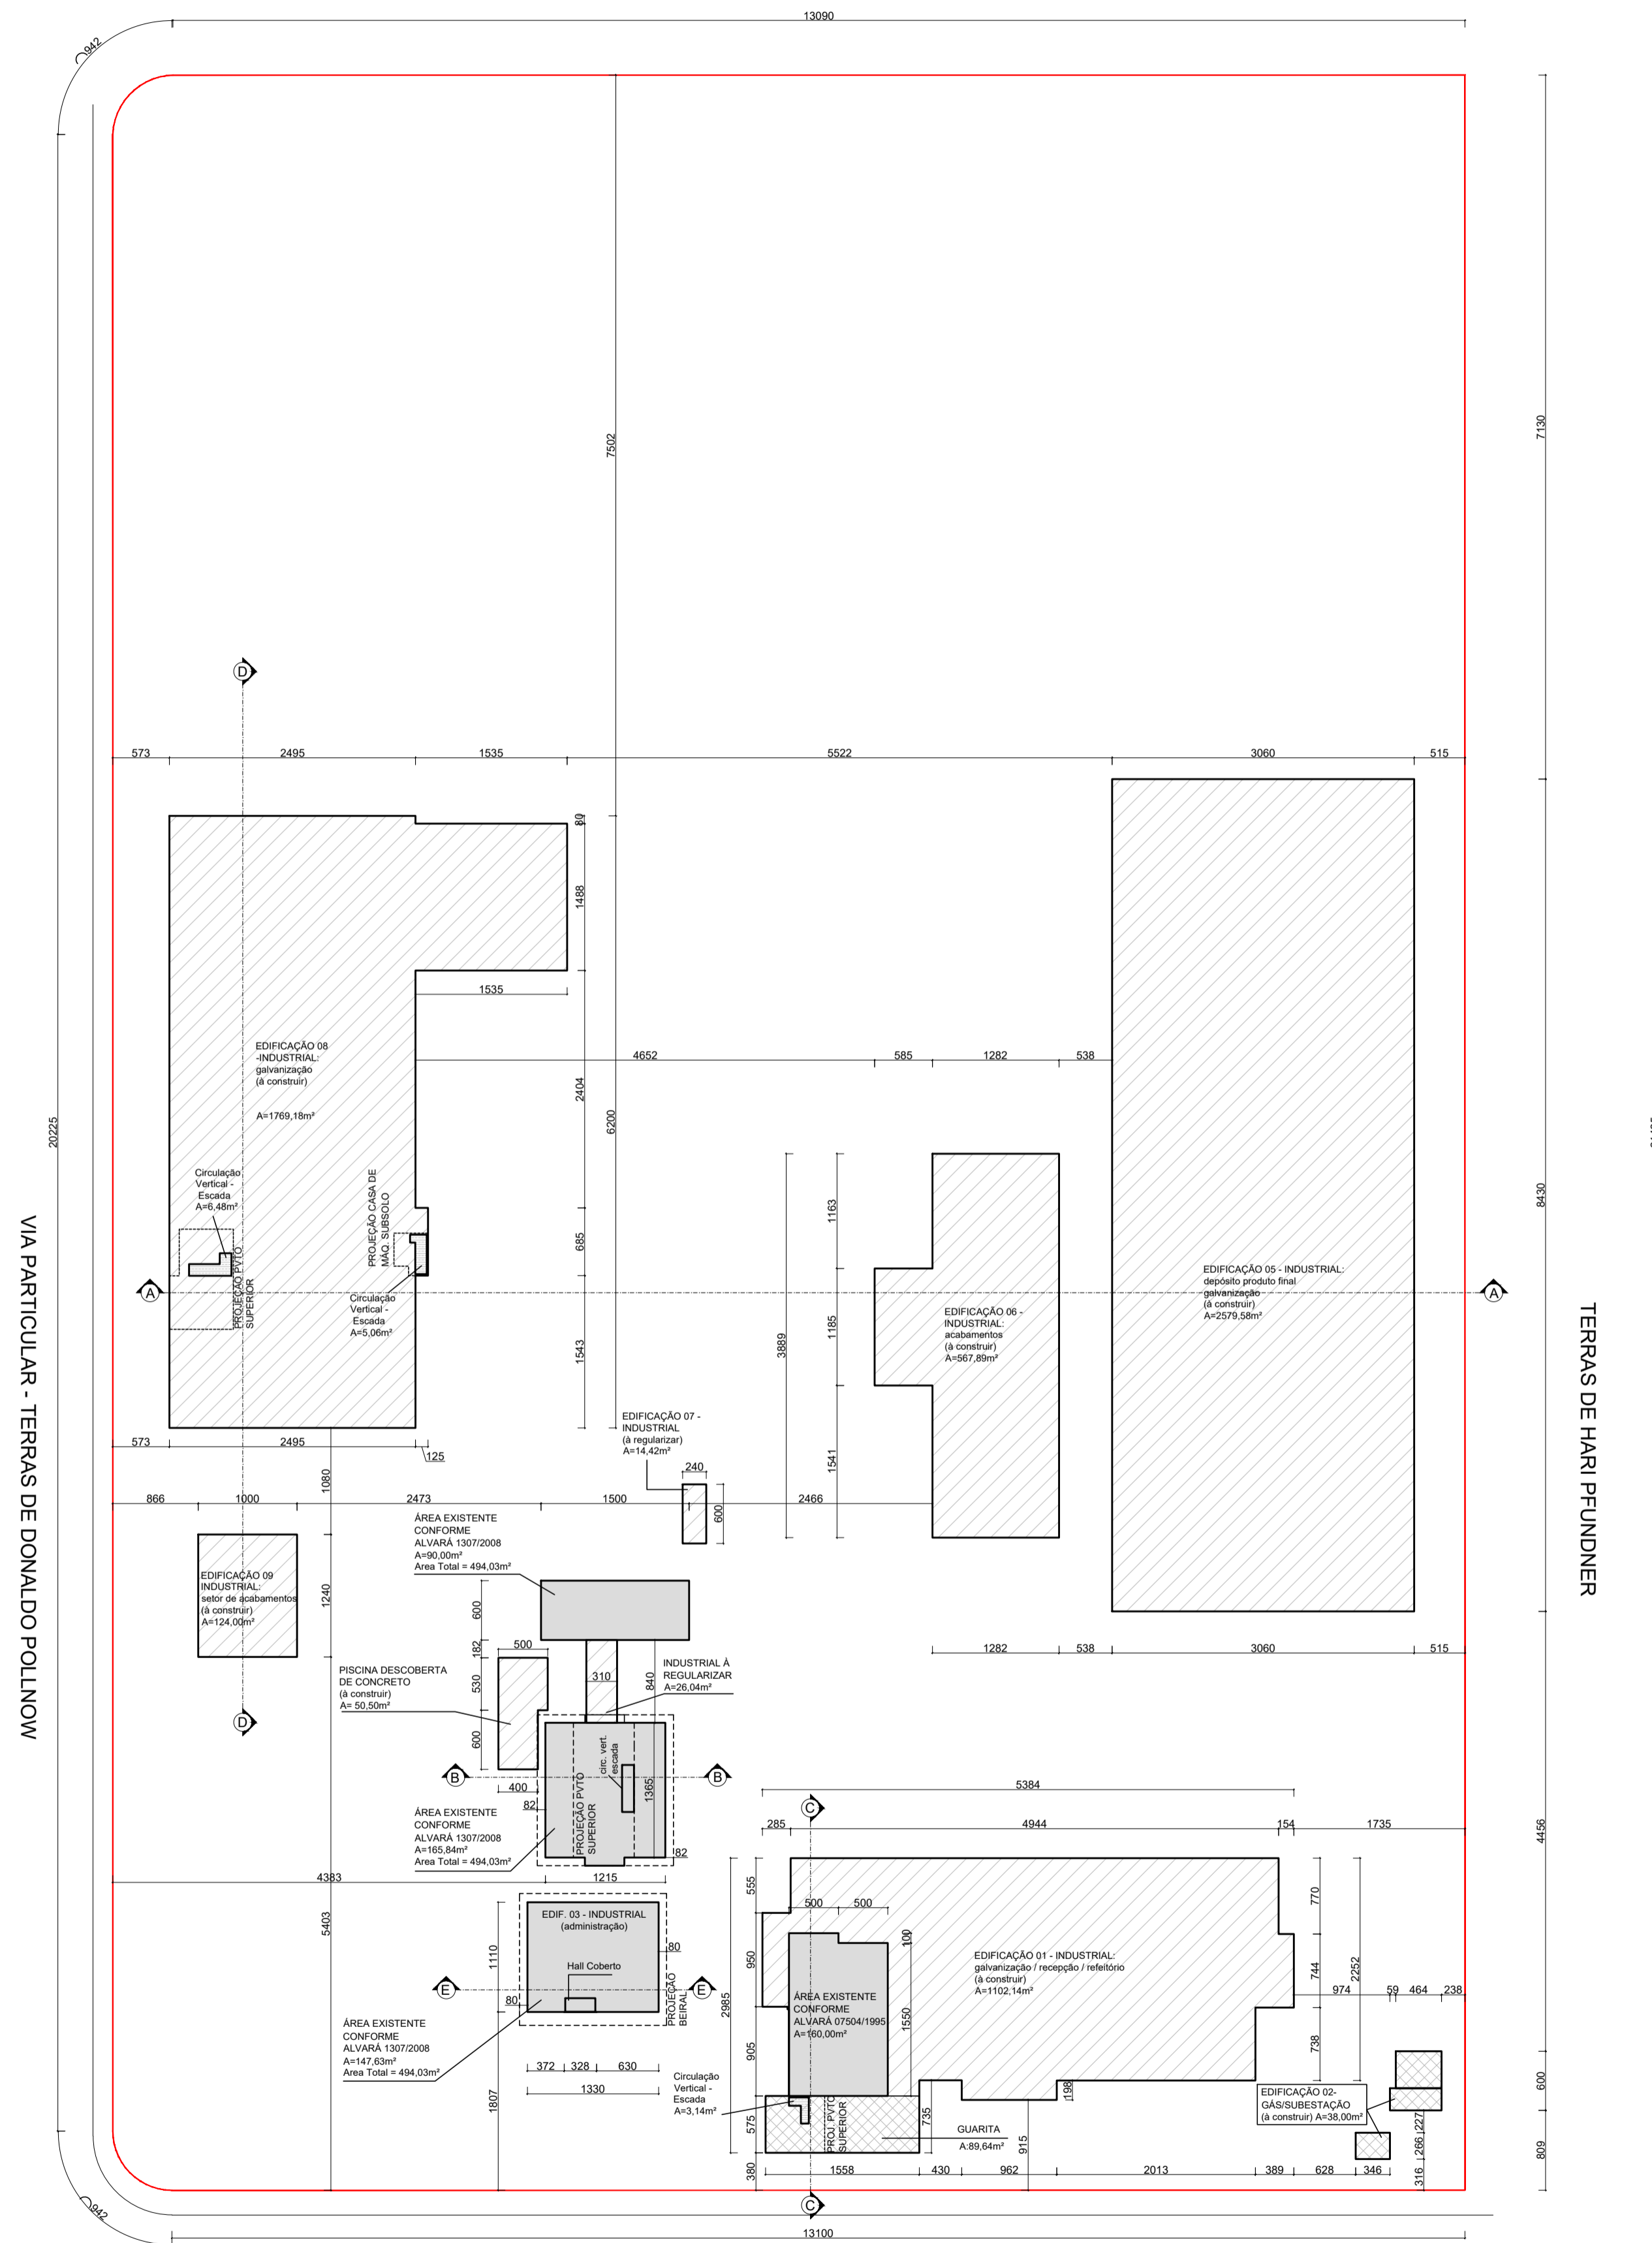 13090
942
7130
7502
D
573
2495
1535
5522
3060
515
80
1488
1535
EDIFICAÇÃO 08
-INDUSTRIAL:
galvanização
(à construir)
A=1769,18m²
4652
585
1282
538
2404
6200
20225
8430
Circulação
Vertical -
Escada
A=6,48m²
PROJEÇÃO CASA DE
MÁQ. SUBSOLO
PROJEÇÃO PVTO
SUPERIOR
685
1163
VIA PARTICULAR - TERRAS DE DONALDO POLLNOW
TERRAS DE HARI PFUNDNER
A
A
Circulação
Vertical -
Escada
A=5,06m²
1543
3889
1185
EDIFICAÇÃO 06 -
INDUSTRIAL:
acabamentos
(à construir)
A=567,89m²
EDIFICAÇÃO 05 - INDUSTRIAL:
depósito produto final
galvanização
(à construir)
A=2579,58m²
EDIFICAÇÃO 07 -
INDUSTRIAL
(à regularizar)
A=14,42m²
573
2495
125
1080
240
600
1541
866
1000
2473
1500
2466
ÁREA EXISTENTE
CONFORME
ALVARÁ 1307/2008
A=90,00m²
Area Total = 494,03m²
EDIFICAÇÃO 09
INDUSTRIAL:
setor de acabamentos
(à construir)
A=124,00m²
1240
600
182
500
530
600
310
840
PISCINA DESCOBERTA
DE CONCRETO
(à construir)
A= 50,50m²
INDUSTRIAL À
REGULARIZAR
A=26,04m²
1282
538
3060
515
D
circ. vert.
escada
B
B
400
82
1365
PROJEÇÃO PVTO
SUPERIOR
82
ÁREA EXISTENTE
CONFORME
ALVARÁ 1307/2008
A=165,84m²
Area Total = 494,03m²
5384
C
285
4944
154
1735
4456
4383
1215
5403
555
770
500
500
EDIF. 03 - INDUSTRIAL
(administração)
1110
80
Hall Coberto
E
E
80
PROJEÇÃO
BEIRAL
950
2985
100
1550
ÁREA EXISTENTE
CONFORME
ALVARÁ 07504/1995
A=160,00m²
EDIFICAÇÃO 01 - INDUSTRIAL:
galvanização / recepção / refeitório
(à construir)
A=1102,14m²
744
2252
974
59
464
238
738
905
ÁREA EXISTENTE
CONFORME
ALVARÁ 1307/2008
A=147,63m²
Area Total = 494,03m²
372
328
630
1330
1807
Circulação
Vertical -
Escada
A=3,14m²
575
PROJ. PVTO
SUPERIOR
735
198
GUARITA
A:89,64m²
915
EDIFICAÇÃO 02-
GÁS/SUBESTAÇÃO
(à construir) A=38,00m²
600
227
266
316
809
380
1558
430
962
2013
389
628
346
C
942
13100